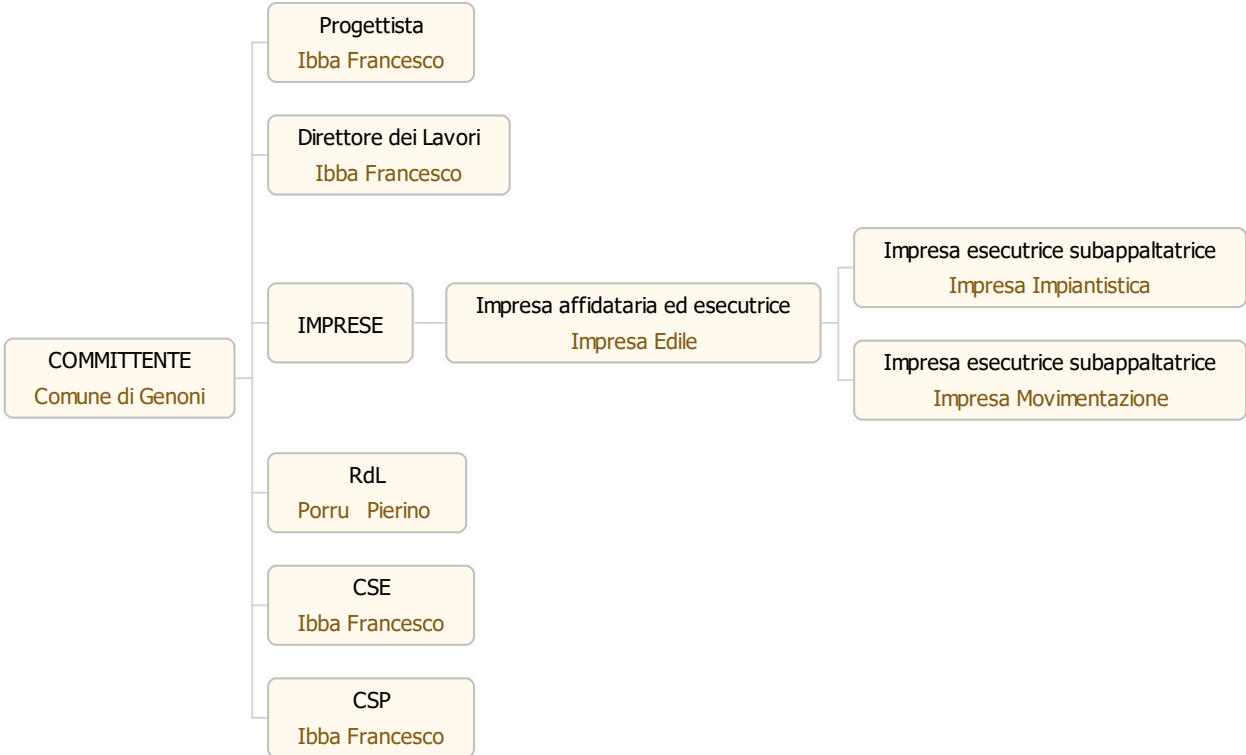 Progettista
Ibba Francesco
Direttore dei Lavori
Ibba Francesco
Impresa esecutrice subappaltatrice
Impresa Impiantistica
IMPRESE
Impresa affidataria ed esecutrice
Impresa Edile
COMMITTENTE
Comune di Genoni
Impresa esecutrice subappaltatrice
Impresa Movimentazione
RdL
Porru Pierino
CSE
Ibba Francesco
CSP
Ibba Francesco